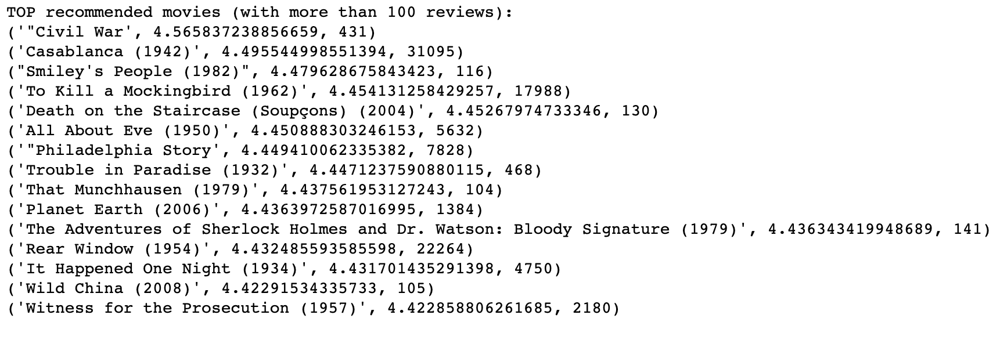 TOP recommended movies (with more than 100 reviews):
('"Civil War', 4.565837238856659, 431)
('Casablanca (1942)', 4.495544998551394, 31095)
("Smiley's People (1982)", 4.479628675843423, 116)
('To Kill a Mockingbird (1962)', 4.454131258429257, 17988)
('Death on the Staircase (Soupçons) (2004)', 4.45267974733346, 130)
('All About Eve (1950)', 4.450888303246153, 5632)
('"Philadelphia Story', 4.449410062335382, 7828)
('Trouble in Paradise (1932)', 4.4471237590880115, 468)
('That Munchhausen (1979)', 4.437561953127243, 104)
('Planet Earth (2006)', 4.4363972587016995, 1384)
('The Adventures of Sherlock Holmes and Dr. Watson: Bloody Signature (1979)', 4.436343419948689, 141)
('Rear Window (1954)', 4.432485593585598, 22264)
('It Happened One Night (1934)', 4.431701435291398, 4750)
('Wild China (2008)', 4.42291534335733, 105)
('Witness for the Prosecution (1957)', 4.422858806261685, 2180)